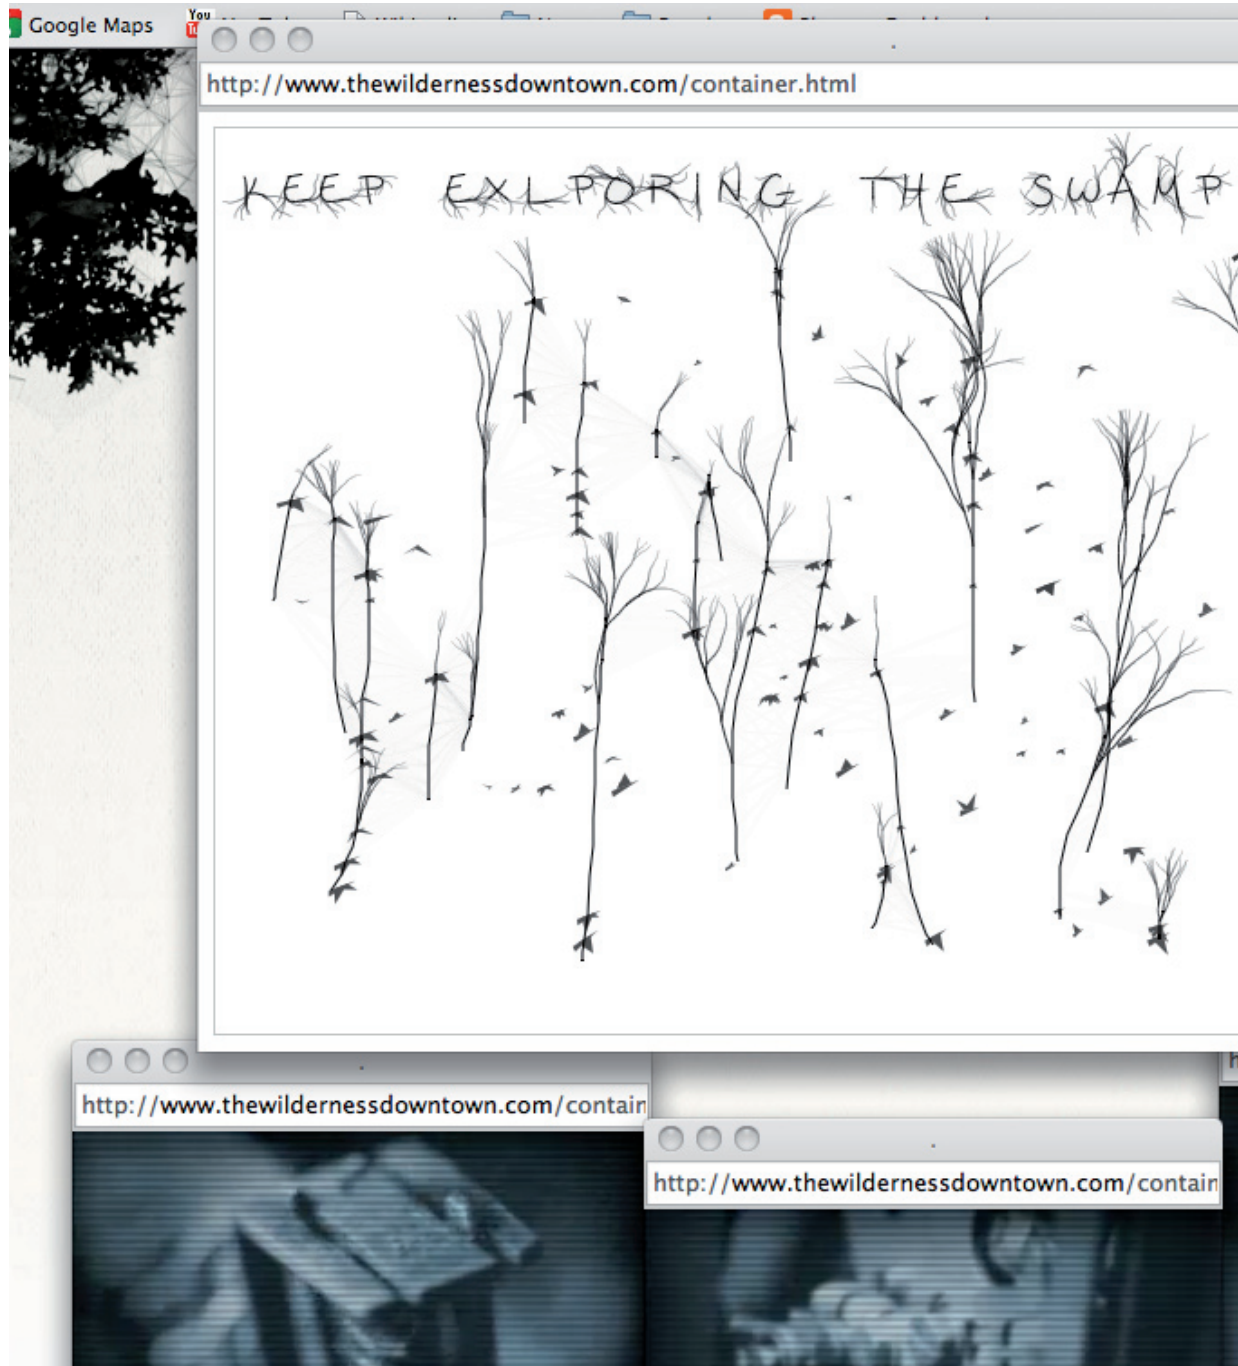 Google Maps
You
http://www.thewildernessdowntown.com/container.html
KEEP EXLPORING THE SWAMP
http://www.thewildernessdowntown.com/contain
http://www.thewildernessdowntown.com/contain